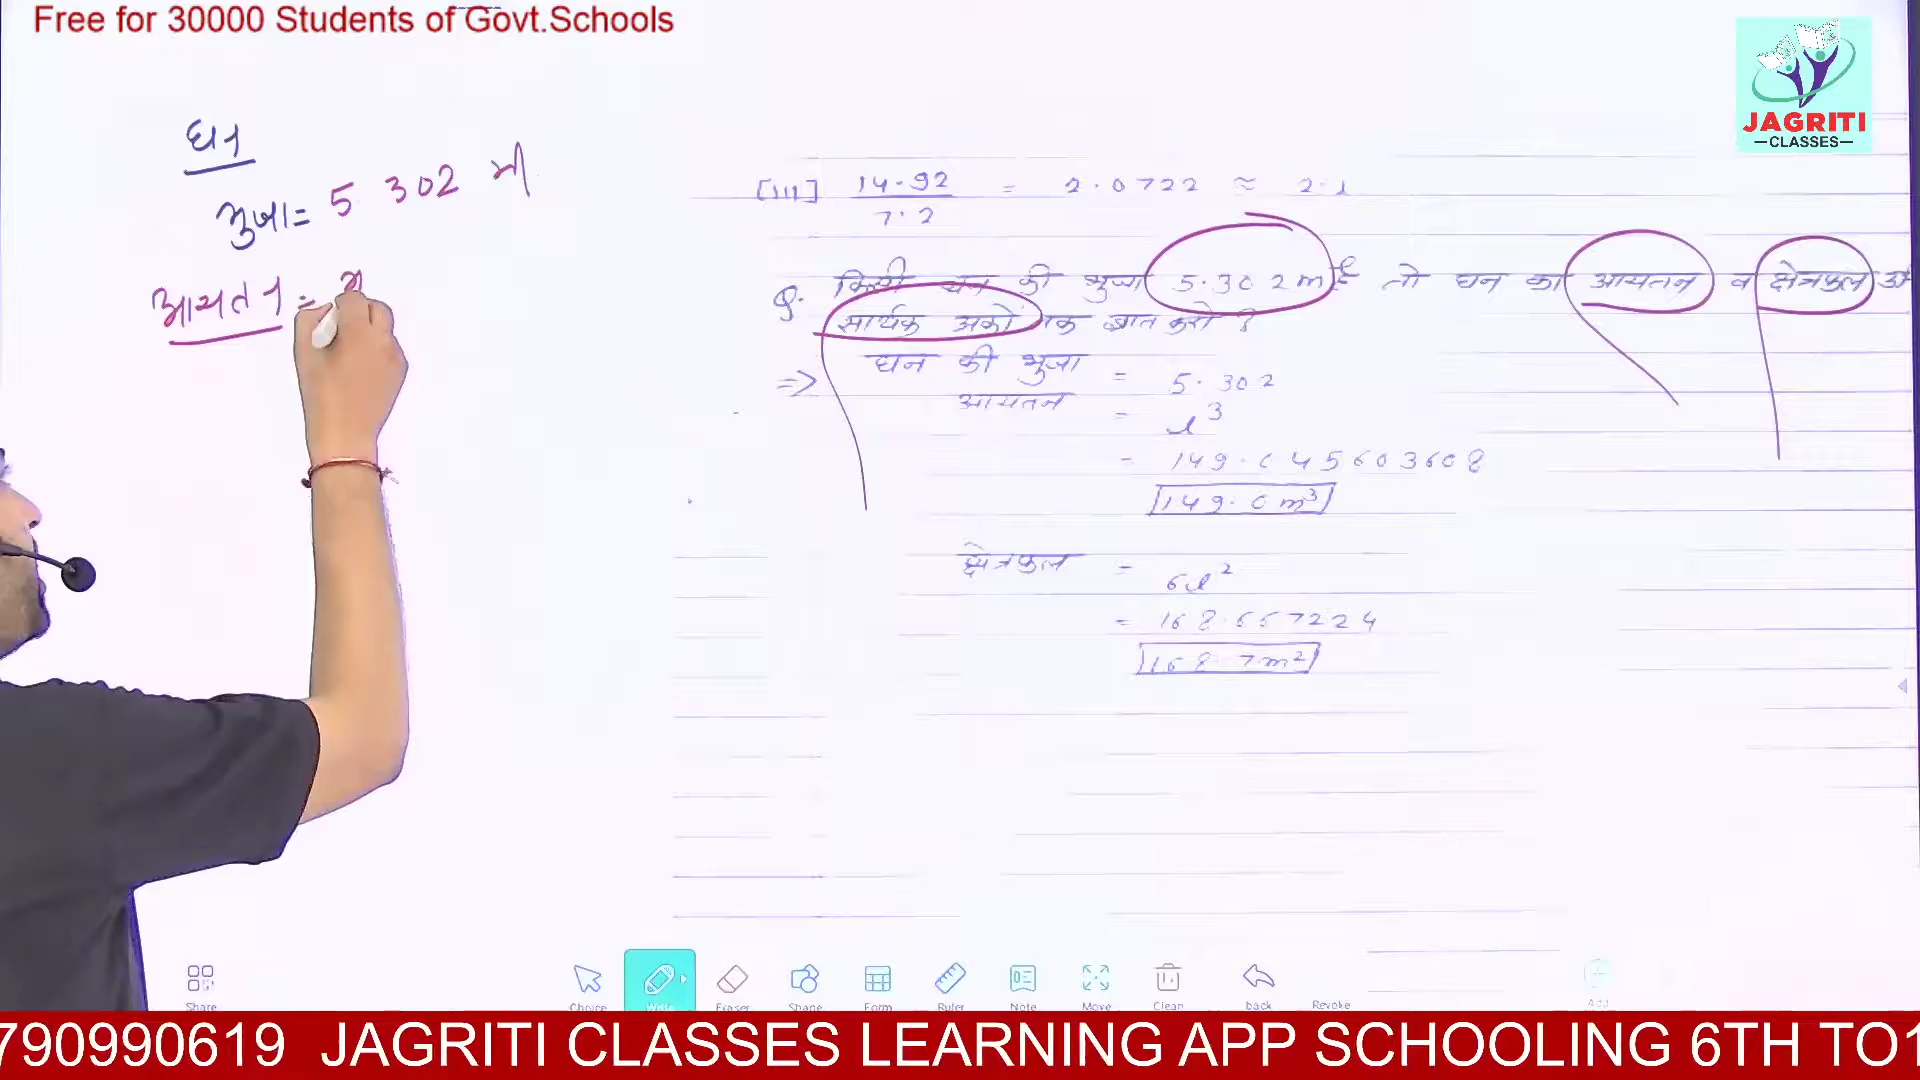 Free for 30000 Students of Govt.Schools
JAGRITI
CLASSES
घन
भुजा = 5.302 मी
आयतन =
[iii] 14.92 / 7.2 = 2.0722 ≈ 2.1
Q. किसी घन की भुजा 5.302m है तो घन का आयतन व क्षेत्रफल
सार्थक अंकों तक ज्ञात करो ?
=> घन की भुजा = 5.302
आयतन = l³
= 149.045603608
149.0 m³
क्षेत्रफल = 6l²
= 168.667224
168.7 m²
Share
Choice
Write
Eraser
Shape
Form
Ruler
Note
Move
Clean
back
Revoke
Add
790990619 JAGRITI CLASSES LEARNING APP SCHOOLING 6TH TO1